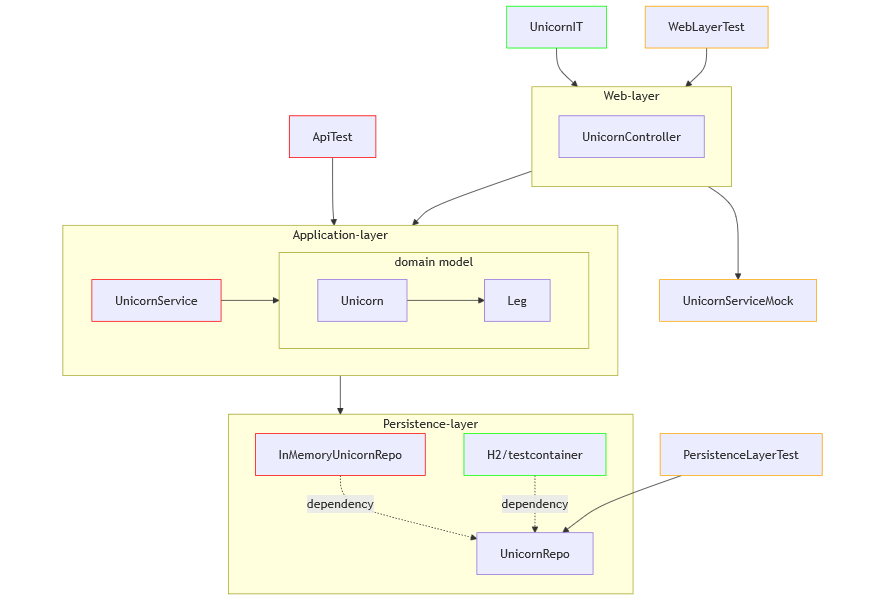 UnicornIT
WebLayerTest
Web-layer
UnicornController
ApiTest
Application-layer
domain model
UnicornService
Unicorn
Leg
UnicornServiceMock
Persistence-layer
InMemoryUnicornRepo
H2/testcontainer
PersistenceLayerTest
dependency
dependency
UnicornRepo